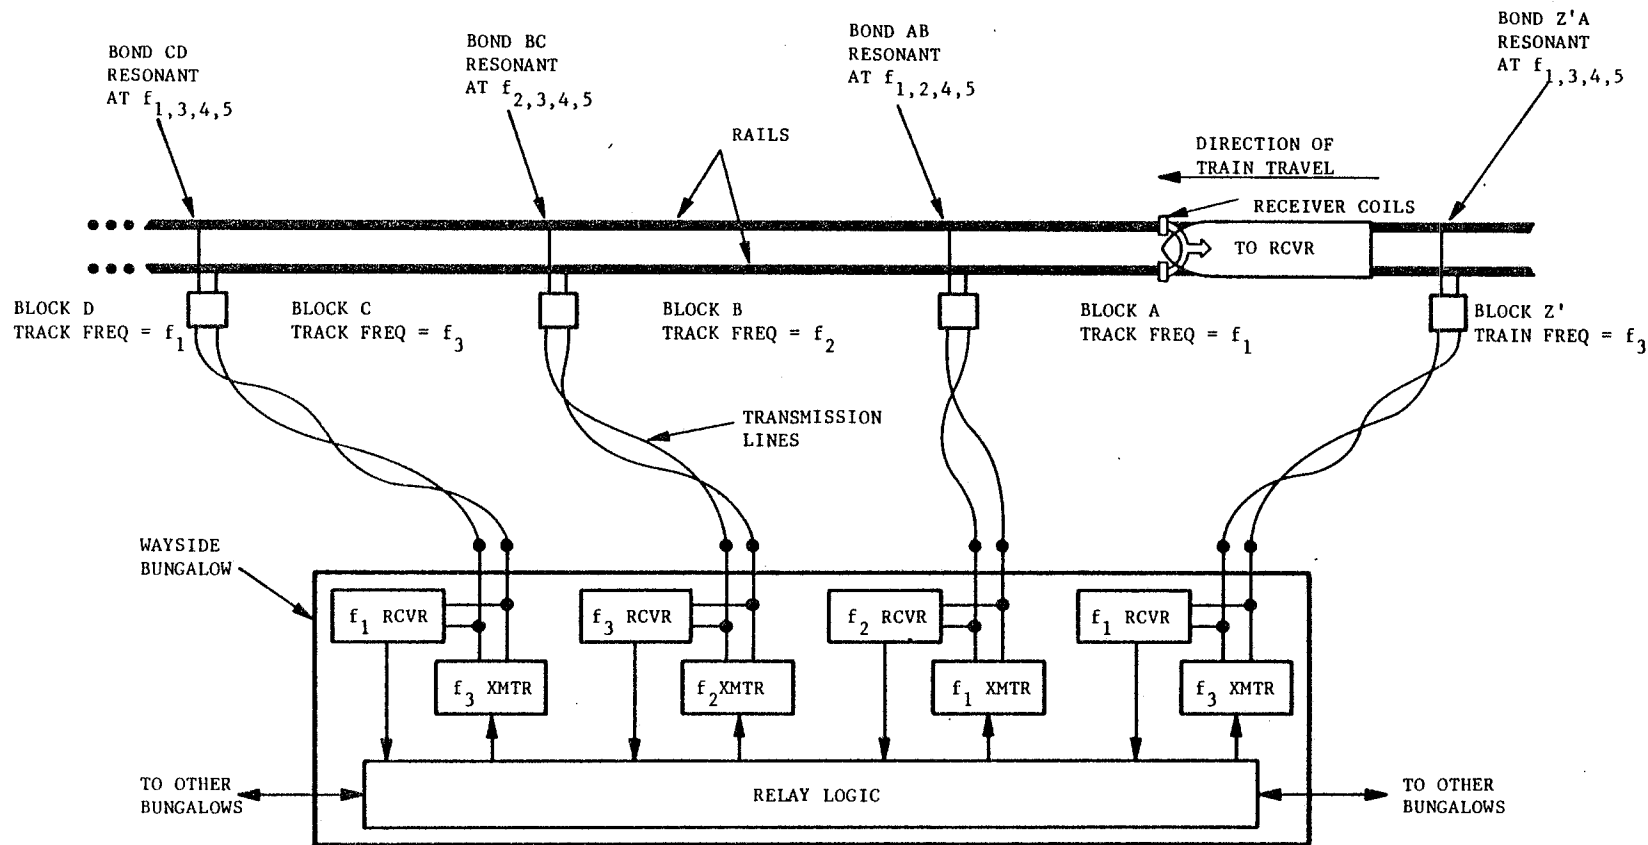 BOND CD
RESONANT
AT f1,3,4,5
BOND BC
RESONANT
AT f2,3,4,5
BOND AB
RESONANT
AT f1,2,4,5
BOND Z'A
RESONANT
AT f1,3,4,5
RAILS
DIRECTION OF
TRAIN TRAVEL
RECEIVER COILS
TO RCVR
BLOCK D
TRACK FREQ = f1
BLOCK C
TRACK FREQ = f3
BLOCK B
TRACK FREQ = f2
BLOCK A
TRACK FREQ = f1
BLOCK Z'
TRAIN FREQ = f3
TRANSMISSION
LINES
WAYSIDE
BUNGALOW
f1 RCVR
f3 RCVR
f2 RCVR
f1 RCVR
f3 XMTR
f2XMTR
f1 XMTR
f3 XMTR
TO OTHER
BUNGALOWS
RELAY LOGIC
TO OTHER
BUNGALOWS